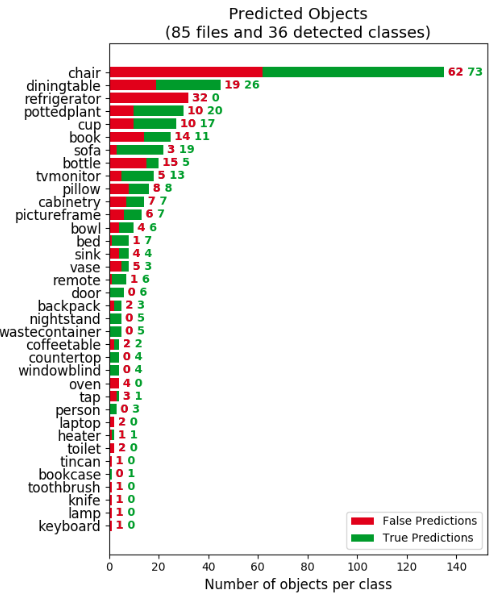 Predicted Objects
(85 files and 36 detected classes)
chair 62 73
diningtable 19 26
refrigerator 32 0
pottedplant 10 20
cup 10 17
book 14 11
sofa 3 19
bottle 15 5
tvmonitor 5 13
pillow 8 8
cabinetry 7 7
pictureframe 6 7
bowl 4 6
bed 1 7
sink 4 4
vase 5 3
remote 1 6
door 0 6
backpack 2 3
nightstand 0 5
wastecontainer 0 5
coffeetable 2 2
countertop 0 4
windowblind 0 4
oven 4 0
tap 3 1
person 0 3
laptop 2 0
heater 1 1
toilet 2 0
tincan 1 0
bookcase 0 1
toothbrush 1 0
knife 1 0
lamp 1 0
keyboard 1 0
False Predictions
True Predictions
0 20 40 60 80 100 120 140
Number of objects per class